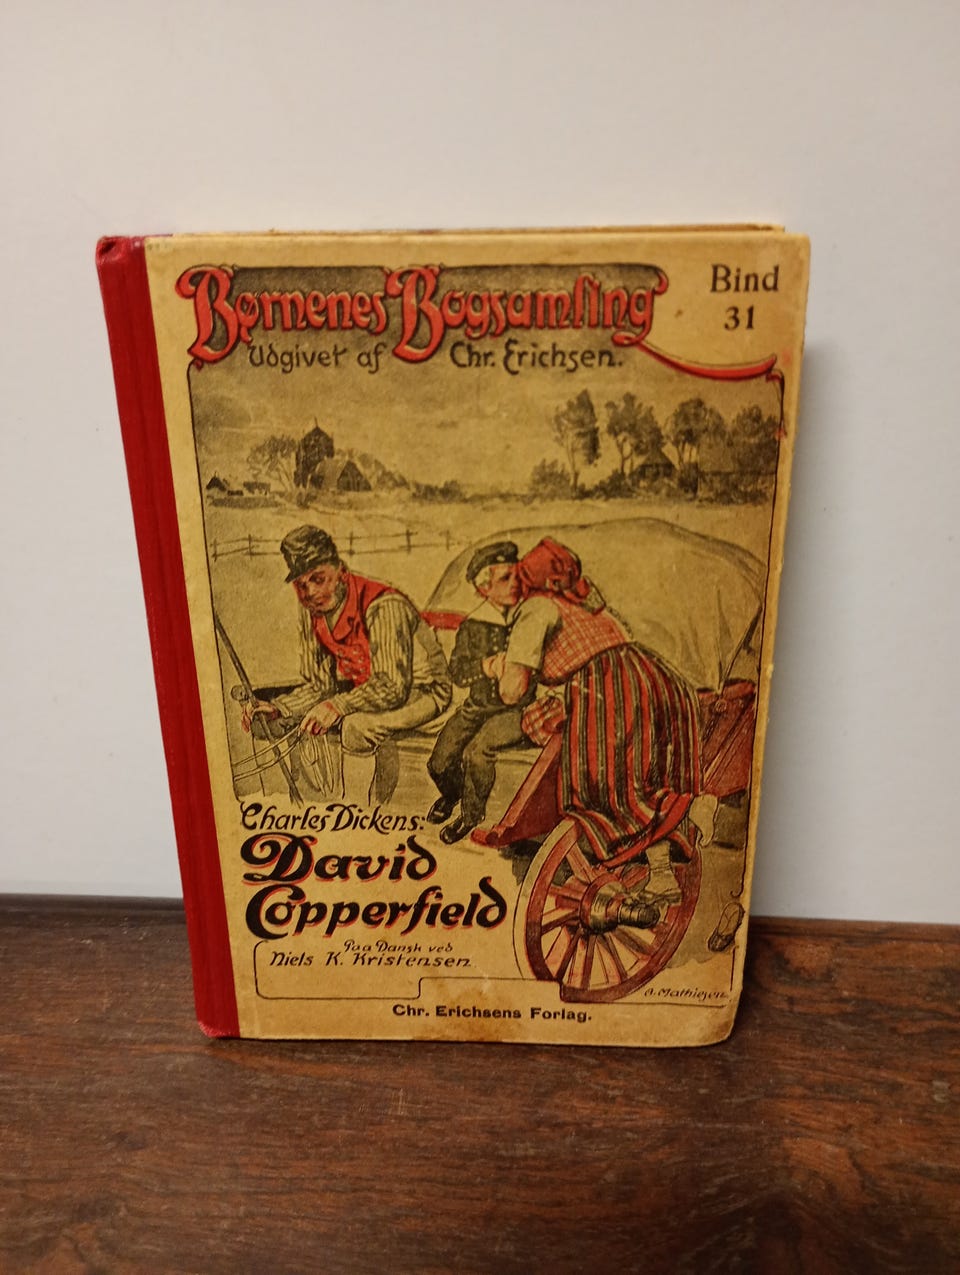 Børnenes Bogsamling
Udgivet af Chr. Erichsen.
Bind
31
Charles Dickens:
David
Copperfield
Paa Dansk ved
Niels K. Kristensen
A. Mathiesen
Chr. Erichsens Forlag.